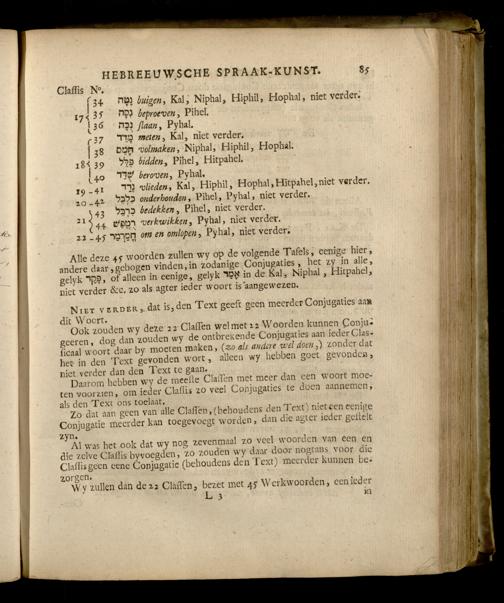 HEBREEUWSCHE SPRAAK-KUNST. 85
Classis No.
34 נָטָה buigen, Kal, Niphal, Hiphil, Hophal, niet verder.
17 35 נִסָּה beproeven, Pihel.
36 נֻכָּה slaan, Pyhal.
37 מָדַד meten, Kal, niet verder.
38 volmaken, Niphal, Hiphil, Hophal.
18 39 פִּלֵּל bidden, Pihel, Hitpahel.
40 שֻׁדַּד beroven, Pyhal.
19 - 41 נָדַד vlieden, Kal, Hiphil, Hophal, Hitpahel, niet verder.
20 - 42 כִּלְכֵּל onderhouden, Pihel, Pyhal, niet verder.
21 43 כִּרְבֵּל bedekken, Pihel, niet verder.
44 verwikken, Pyhal, niet verder.
22 - 45 חֳמַרְמַר om en omlopen, Pyhal, niet verder.
Alle deze 45 woorden zullen wy op de volgende Tafels, eenige hier,
andere daar, gebogen vinden, in zodanige Conjugaties, het zy in alle,
gelyk פָּקַד, of alleen in eenige, gelyk אָסַר in de Kal, Niphal, Hitpahel,
niet verder &c. zo als agter ieder woort is aangewezen.
NIET VERDER, dat is, den Text geeft geen meerder Conjugaties aan
dit Woort.
Ook zouden wy deze 22 Classen wel met 22 Woorden kunnen Conju-
geeren, dog dan zouden wy de ontbrekende Conjugaties aan ieder Clas-
sicaal woort daar by moeten maken, (zo als andere wel doen,) zonder dat
het in den Text gevonden wort, alleen wy hebben goet gevonden,
niet verder dan den Text te gaan.
Daarom hebben wy de meeste Classen met meer dan een woort moe-
ten voorzien, om ieder Classis zo veel Conjugaties te doen aannemen,
als den Text ons toelaat.
Zo dat aan geen van alle Classen, (behoudens den Text) niet een eenige
Conjugatie meerder kan toegevoegt worden, dan die agter ieder gestelt
zyn.
Al was het ook dat wy nog zevenmaal zo veel woorden van een en
die zelve Classis byvoegden, zo zouden wy daar door nogtans voor die
Classis geen eene Conjugatie (behoudens den Text) meerder kunnen be-
zorgen.
Wy zullen dan de 22 Classen, bezet met 45 Werkwoorden, een ieder
L 3 in